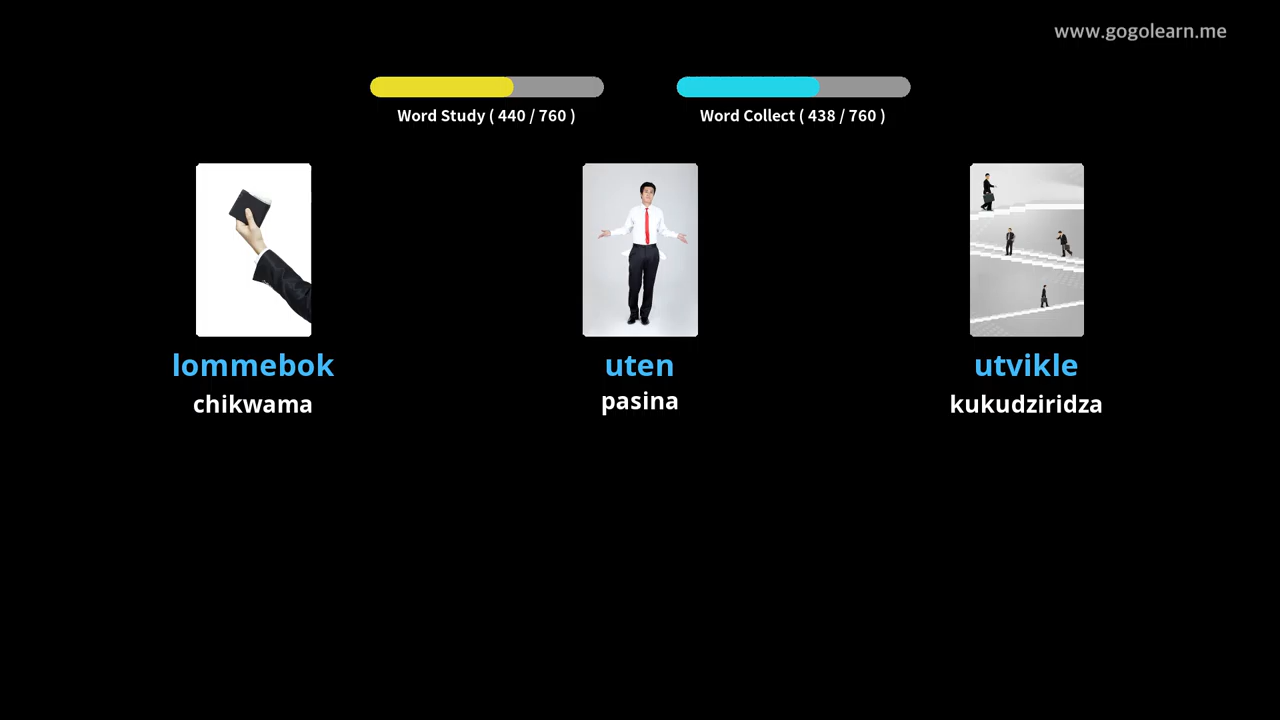 www.gogolearn.me
Word Study ( 440 / 760 )
Word Collect ( 438 / 760 )
lommebok
chikwama
uten
pasina
utvikle
kukudziridza